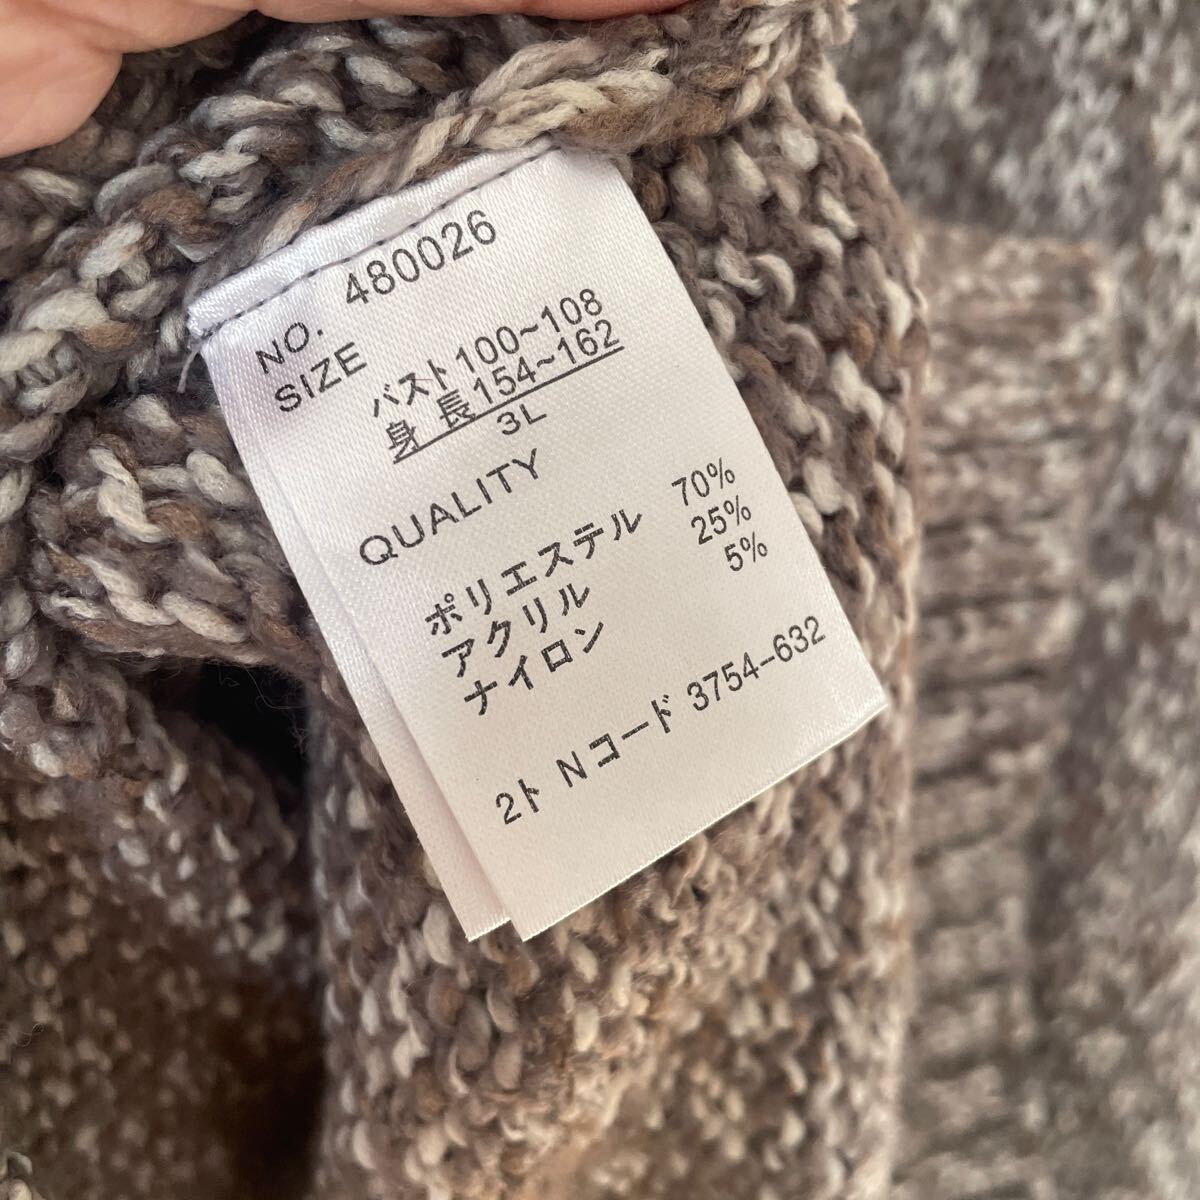 NO. 480026
SIZE
バスト100~108
身 長154~162
3L
QUALITY
ポリエステル 70%
アクリル 25%
ナイロン 5%
2ト Nコード 3754-632